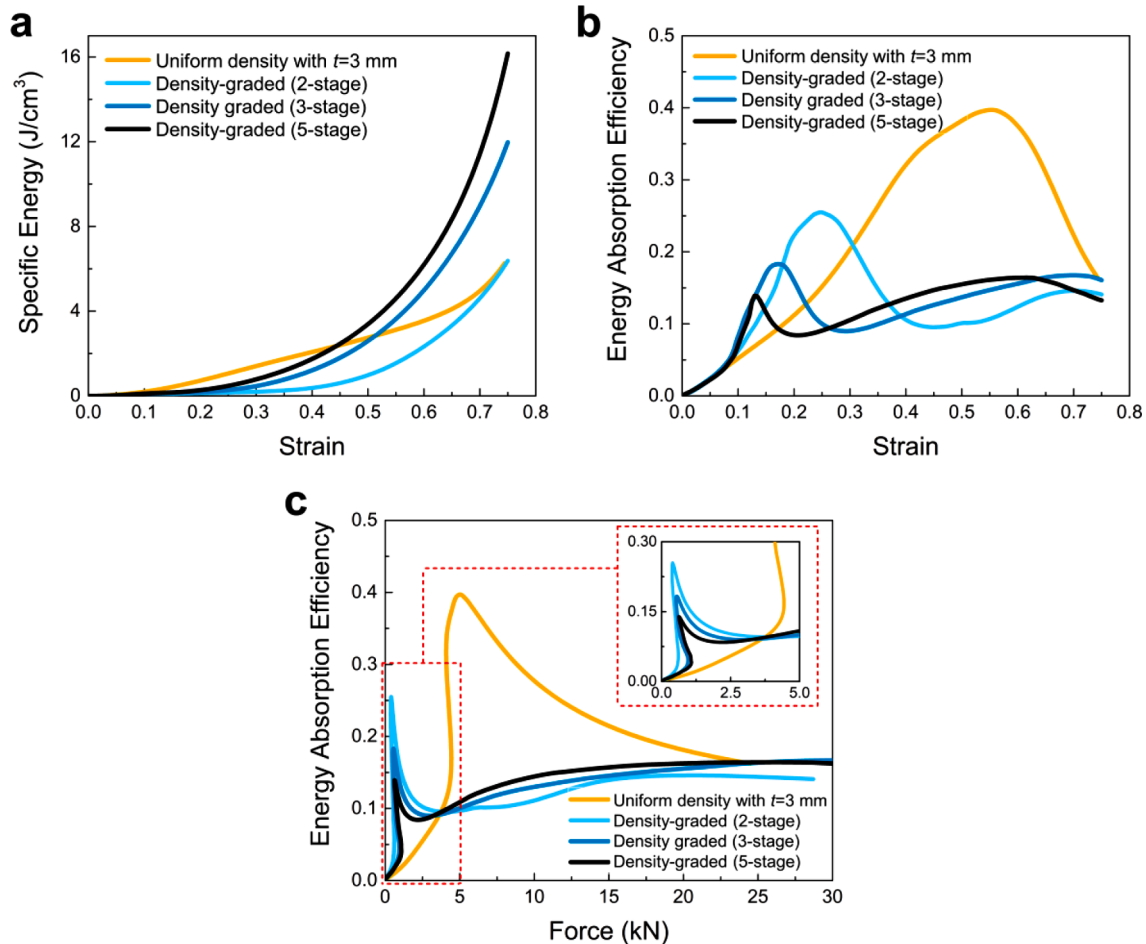 a
Specific Energy (J/cm³)
16
12
8
4
0
Uniform density with t=3 mm
Density-graded (2-stage)
Density graded (3-stage)
Density-graded (5-stage)
0.0 0.1 0.2 0.3 0.4 0.5 0.6 0.7 0.8
Strain
b
Energy Absorption Efficiency
0.5
0.4
0.3
0.2
0.1
0.0
Uniform density with t=3 mm
Density-graded (2-stage)
Density graded (3-stage)
Density-graded (5-stage)
0.0 0.1 0.2 0.3 0.4 0.5 0.6 0.7 0.8
Strain
c
Energy Absorption Efficiency
0.5
0.4
0.3
0.2
0.1
0.0
0.30
0.15
0.00
0.0 2.5 5.0
Uniform density with t=3 mm
Density-graded (2-stage)
Density graded (3-stage)
Density-graded (5-stage)
0 5 10 15 20 25 30
Force (kN)